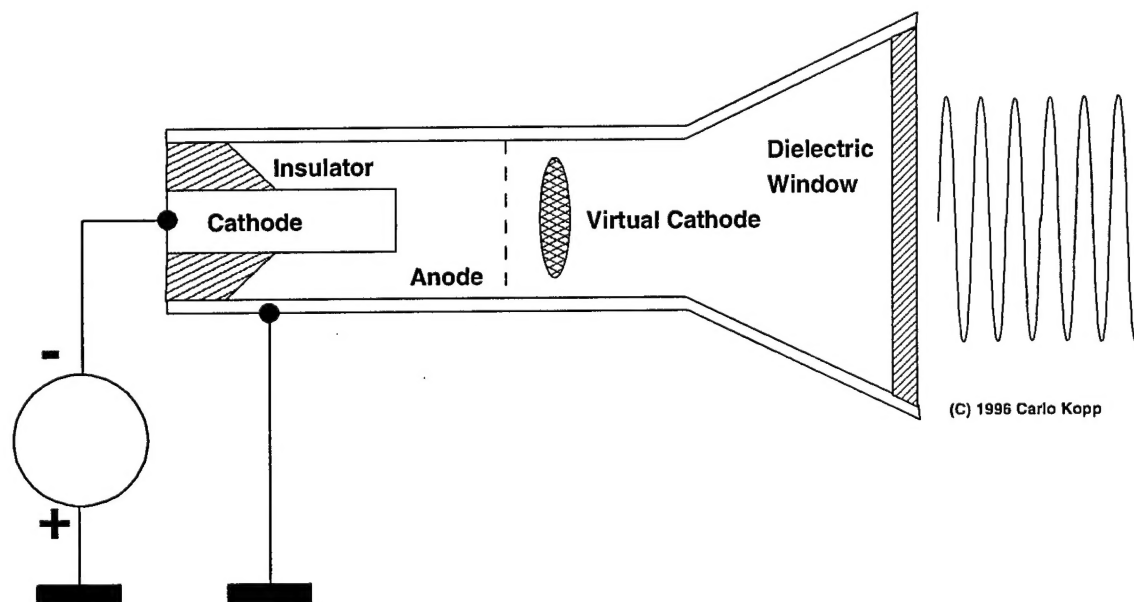 Insulator
Cathode
Anode
Virtual Cathode
Dielectric
Window
-
+
(C) 1996 Carlo Kopp